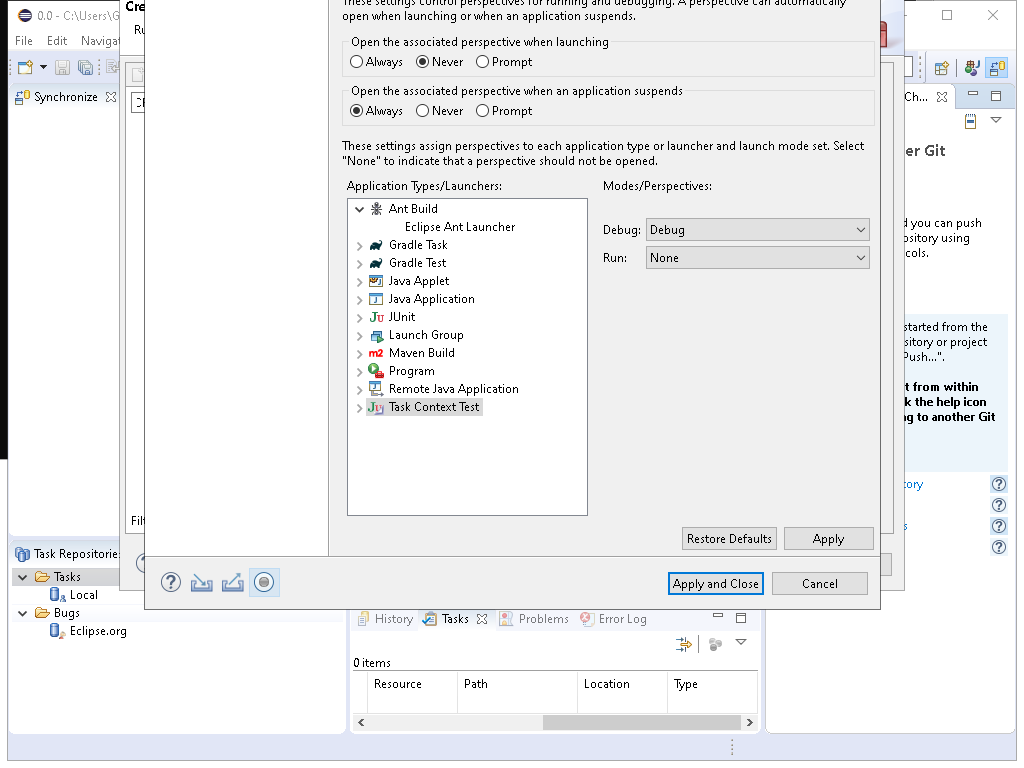 0.0 - C:\Users\G
File Edit Naviga
Synchronize
Cre
Ru
These settings control perspectives for running and debugging. A perspective can automatically
open when launching or when an application suspends.
Open the associated perspective when launching
Always Never Prompt
Open the associated perspective when an application suspends
Always Never Prompt
These settings assign perspectives to each application type or launcher and launch mode set. Select
"None" to indicate that a perspective should not be opened.
Application Types/Launchers:
Modes/Perspectives:
Ant Build
Eclipse Ant Launcher
Gradle Task
Gradle Test
Java Applet
Java Application
JUnit
Launch Group
Maven Build
Program
Remote Java Application
Task Context Test
Debug: Debug
Run: None
Restore Defaults Apply
Apply and Close Cancel
Filt
Ch...
er Git
d you can push
ository using
cols.
started from the
sitory or project
Push...".
t from within
k the help icon
ng to another Git
tory
s
Task Repositories
Tasks
Local
Bugs
Eclipse.org
History Tasks Problems Error Log
0 items
Resource Path Location Type